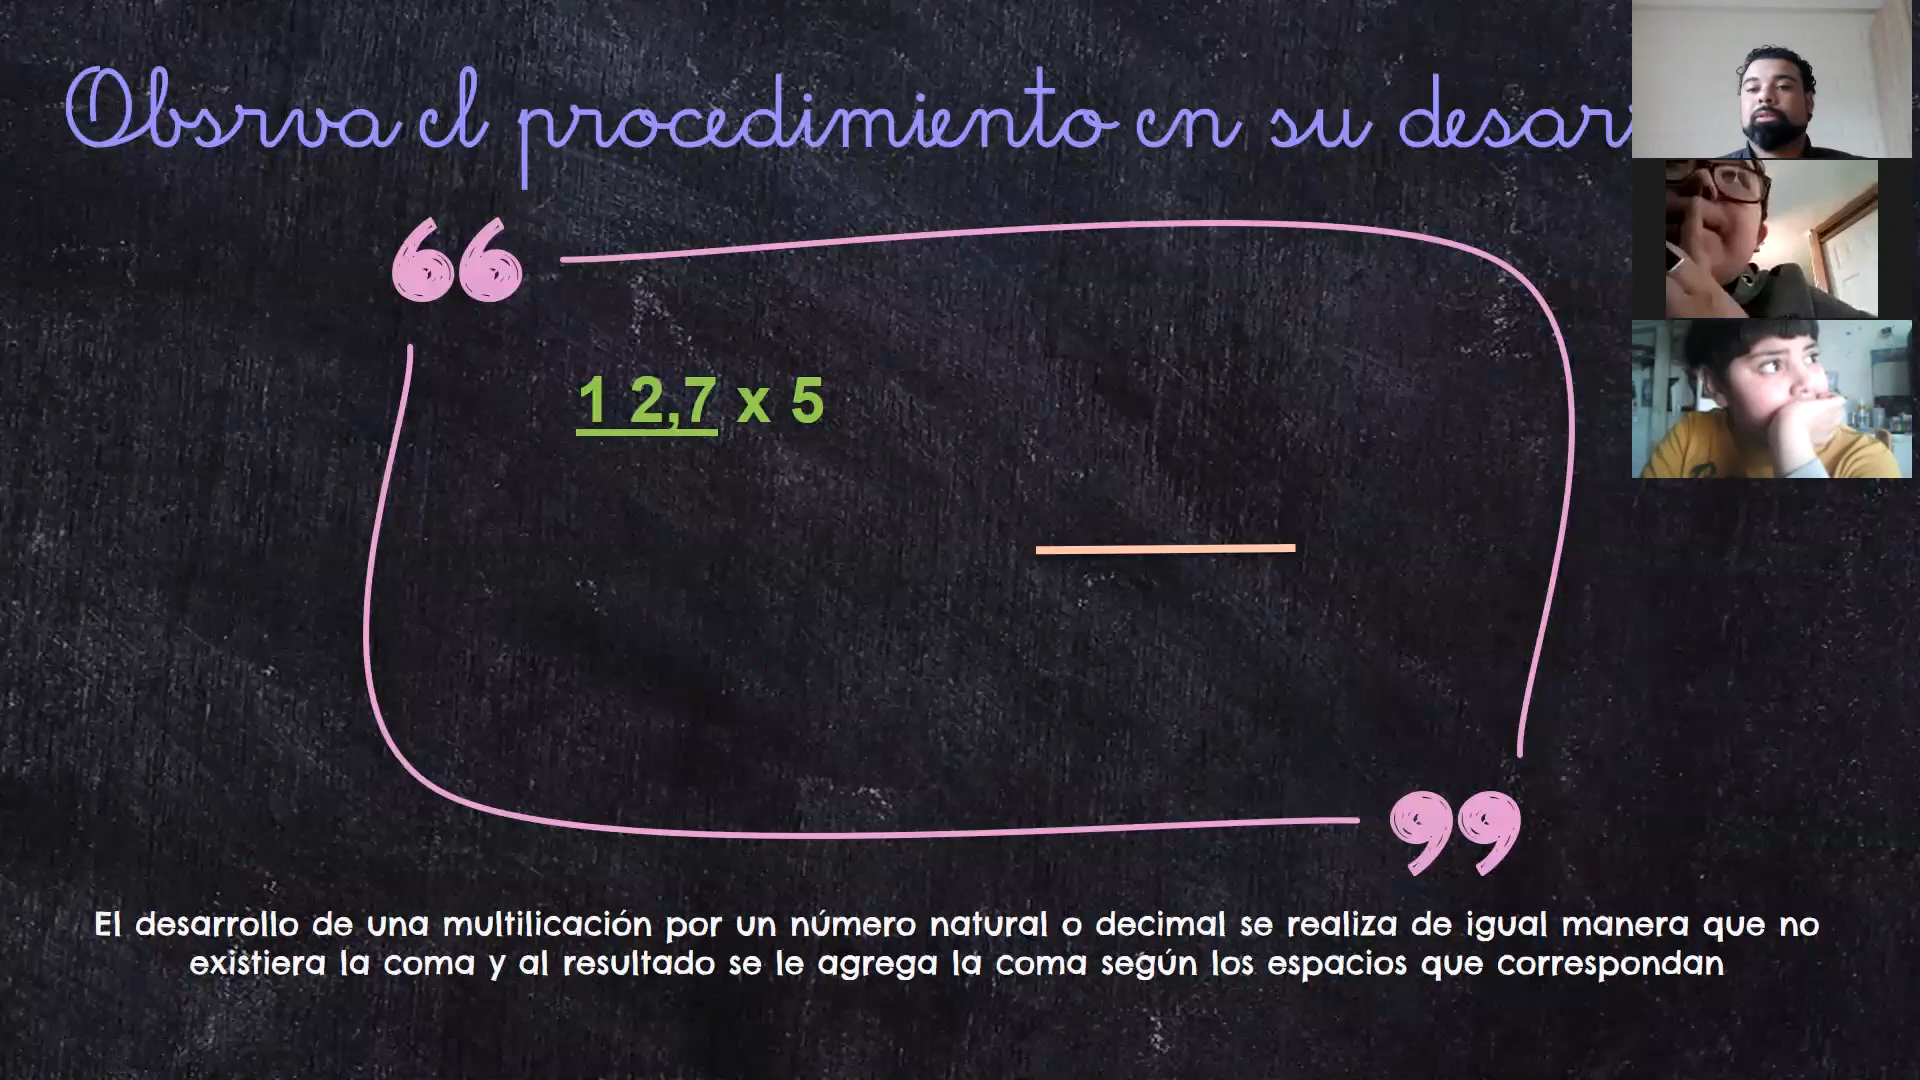 Obsrva el procedimiento en su desar
1 2,7 x 5
El desarrollo de una multilicación por un número natural o decimal se realiza de igual manera que no
existiera la coma y al resultado se le agrega la coma según los espacios que correspondan